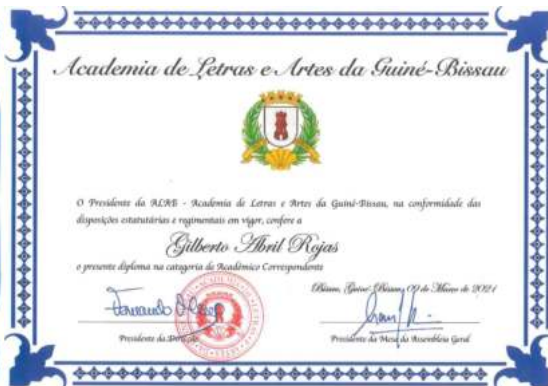 Academia de Letras e Artes da Guiné-Bissau
O Presidente da ALAB - Academia de Letras e Artes da Guiné-Bissau, na conformidade das
disposições estatutárias e regimentais em vigor, confere a
Gilberto Abril Rojas
o presente diploma na categoria de Académico Correspondente
Bissau, Guiné-Bissau, 09 de Março de 2021
Fernando
Presidente da Direção
Presidente da Mesa da Assembleia Geral